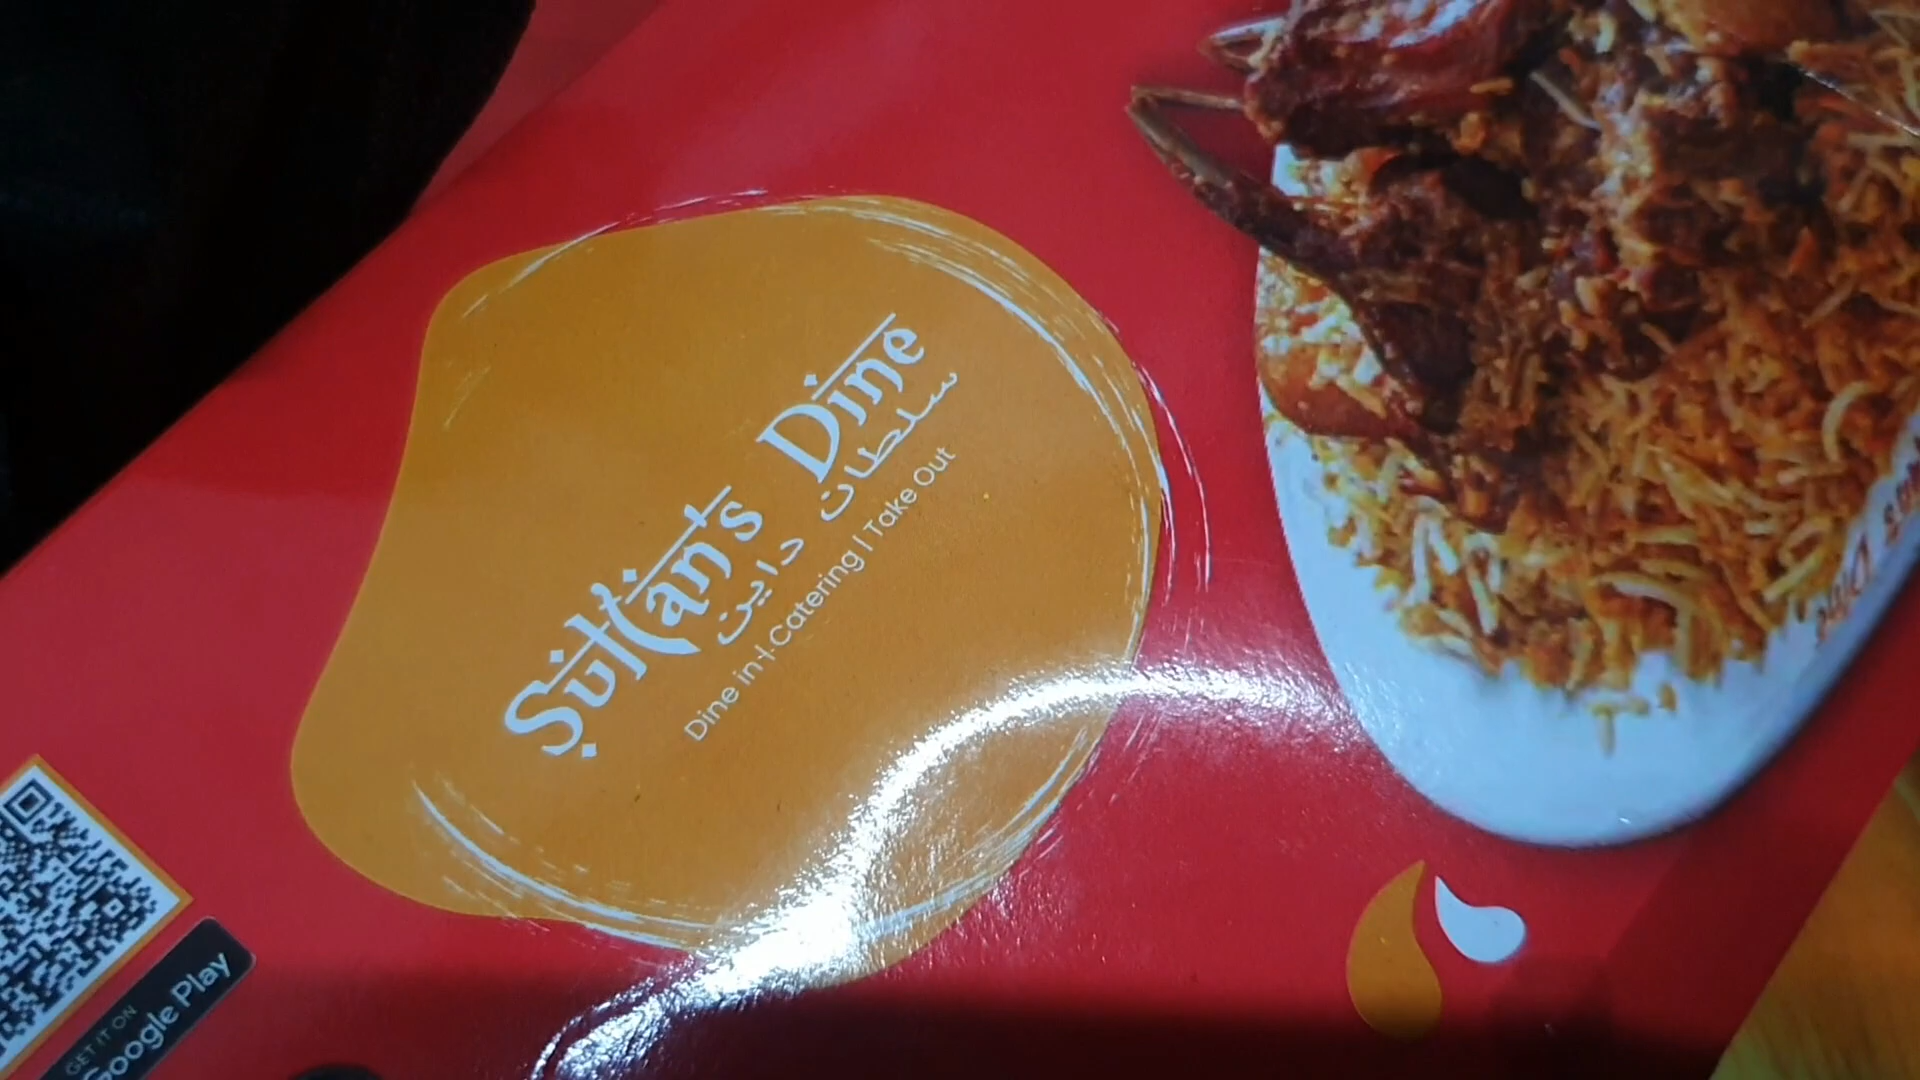 Sultan's Dine
سلطان داين
Dine in | Catering | Take Out
GET IT ON
Google Play